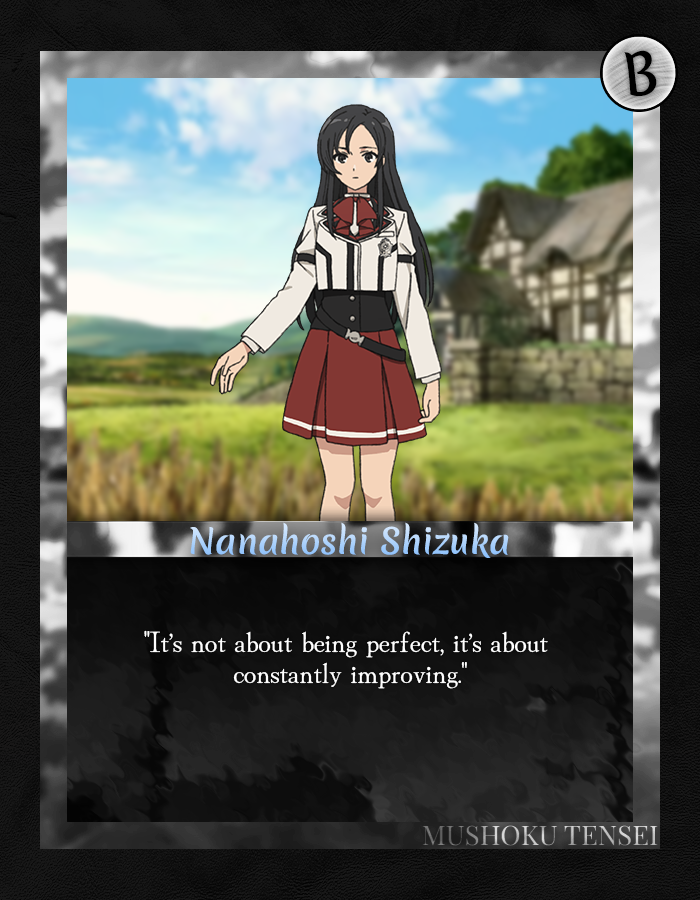 B
Nanahoshi Shizuka
"It's not about being perfect, it's about
constantly improving."
MUSHOKU TENSEI